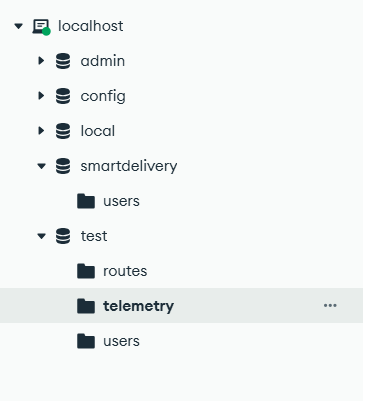 localhost
admin
config
local
smartdelivery
users
test
routes
telemetry
users